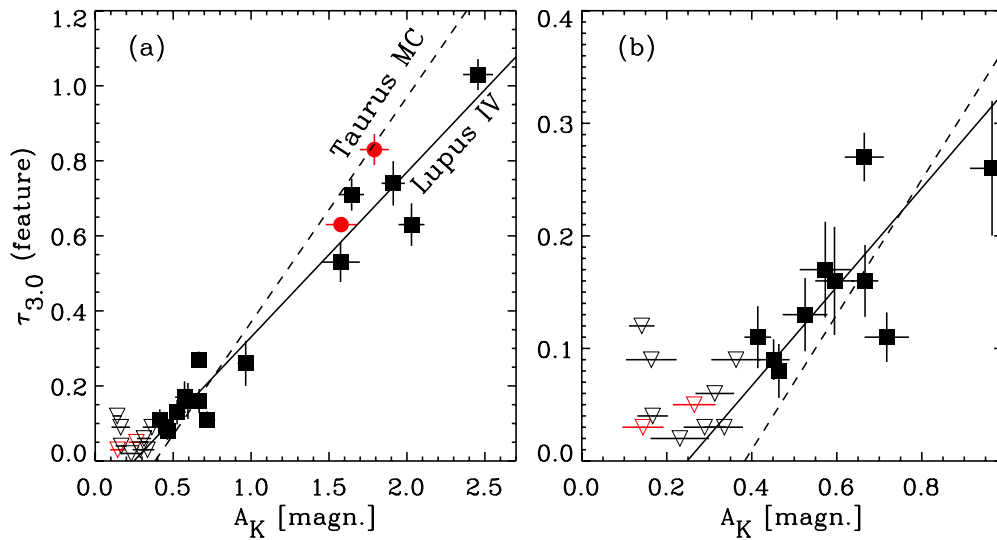 (a)
Taurus MC
Lupus IV
1.2
1.0
0.8
0.6
0.4
0.2
0.0
τ3.0 (feature)
0.0 0.5 1.0 1.5 2.0 2.5
AK [magn.]
(b)
0.4
0.3
0.2
0.1
0.0
0.0 0.2 0.4 0.6 0.8
AK [magn.]